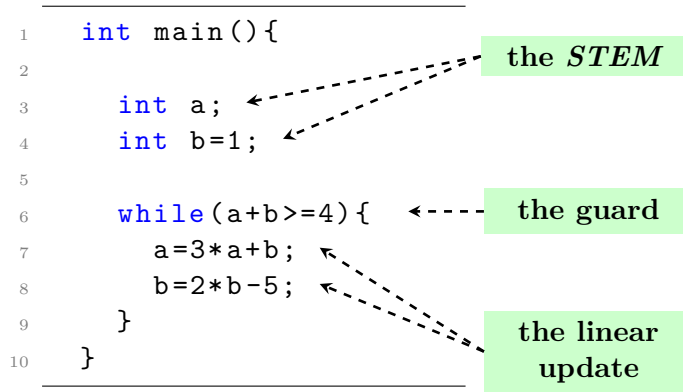 1 int main(){
the STEM
2
3 int a;
4 int b=1;
5
6 while(a+b>=4){
the guard
7 a=3*a+b;
8 b=2*b-5;
9 }
the linear
update
10 }